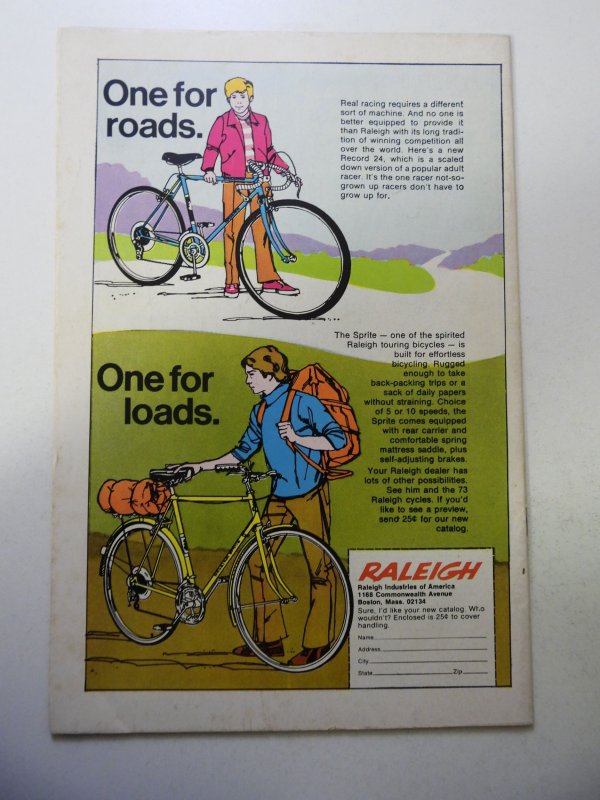 One for
roads.
Real racing requires a different
sort of machine. And no one is
better equipped to provide it
than Raleigh with its long tradi-
tion of winning competition all
over the world. Here's a new
Record 24, which is a scaled
down version of a popular adult
racer. It's the one racer not-so-
grown up racers don't have to
grow up for.
The Sprite — one of the spirited
Raleigh touring bicycles — is
built for effortless
bicycling. Rugged
enough to take
back-packing trips or a
sack of daily papers
without straining. Choice
of 5 or 10 speeds, the
Sprite comes equipped
with rear carrier and
comfortable spring
mattress saddle, plus
self-adjusting brakes.
Your Raleigh dealer has
lots of other possibilities.
See him and the 73
Raleigh cycles. If you'd
like to see a preview,
send 25¢ for our new
catalog.
One for
loads.
RALEIGH
Raleigh Industries of America
1168 Commonwealth Avenue
Boston, Mass. 02134
Sure, I'd like your new catalog. Who
wouldn't? Enclosed is 25¢ to cover
handling.
Name
Address
City
State Zip